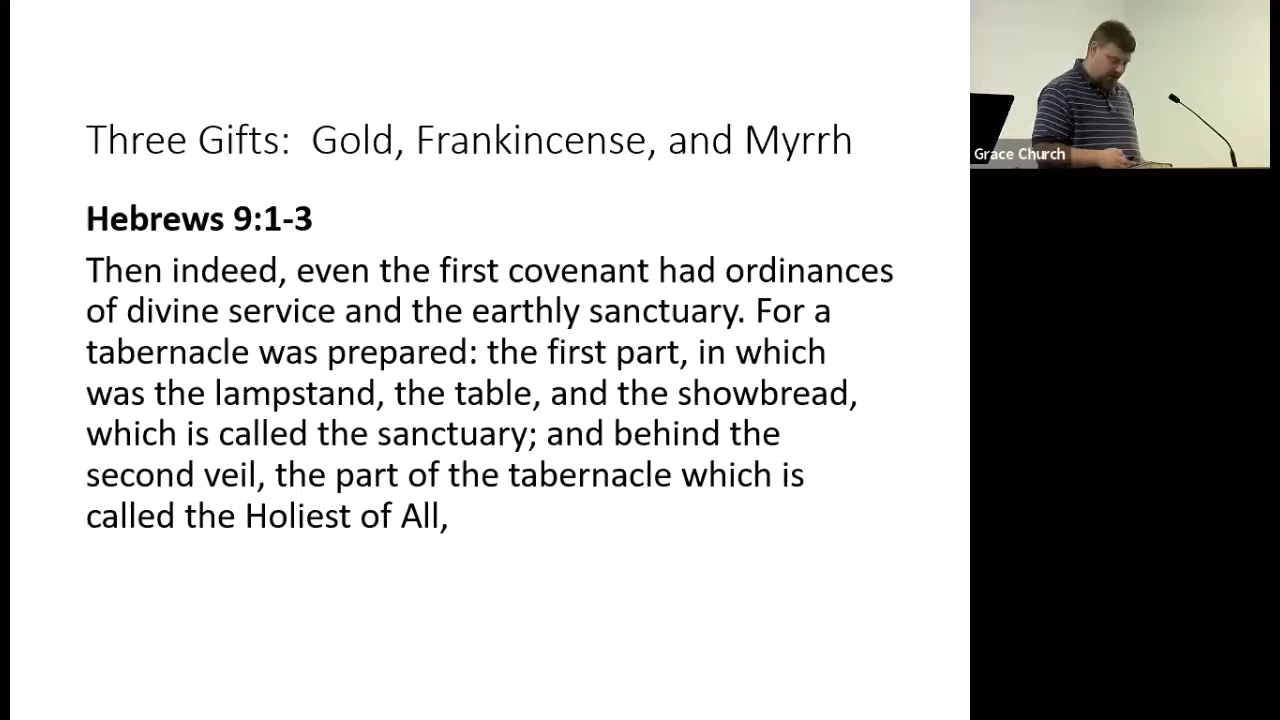 Three Gifts:  Gold, Frankincense, and Myrrh
Hebrews 9:1-3
Then indeed, even the first covenant had ordinances
of divine service and the earthly sanctuary. For a
tabernacle was prepared: the first part, in which
was the lampstand, the table, and the showbread,
which is called the sanctuary; and behind the
second veil, the part of the tabernacle which is
called the Holiest of All,
Grace Church